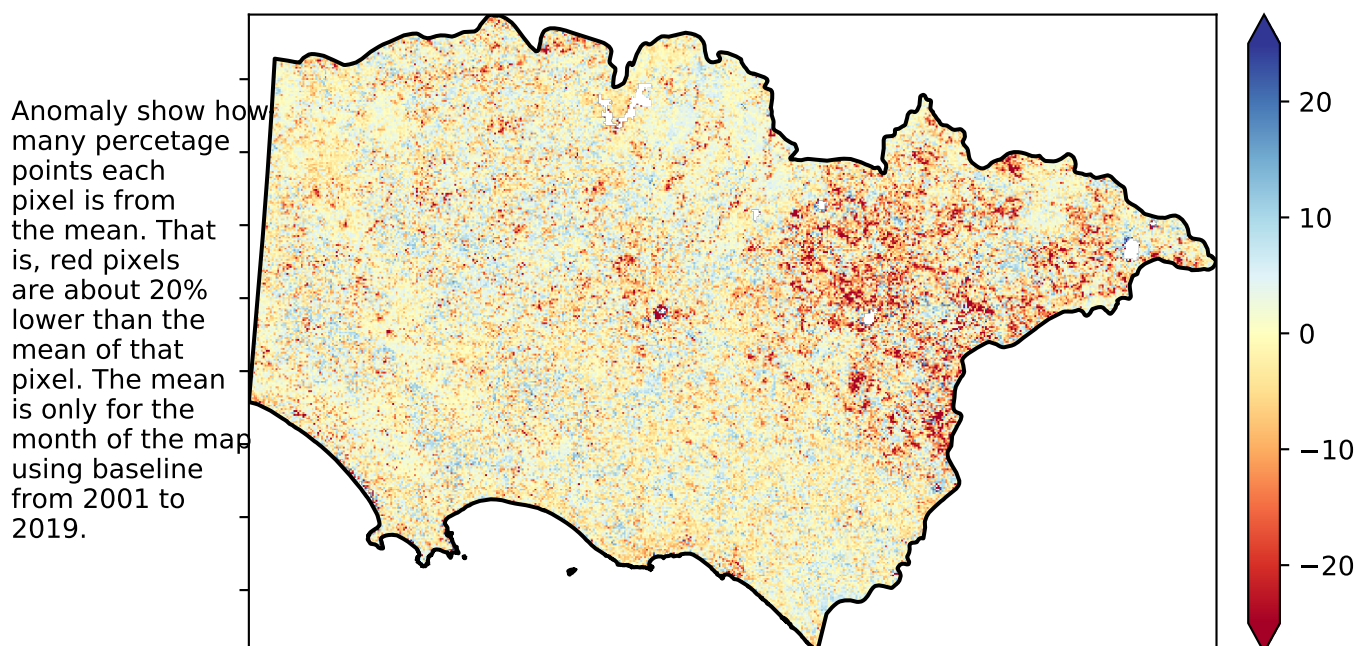 Anomaly show how
many percetage
points each
pixel is from
the mean. That
is, red pixels
are about 20%
lower than the
mean of that
pixel. The mean
is only for the
month of the map
using baseline
from 2001 to
2019.
20
10
0
−10
−20